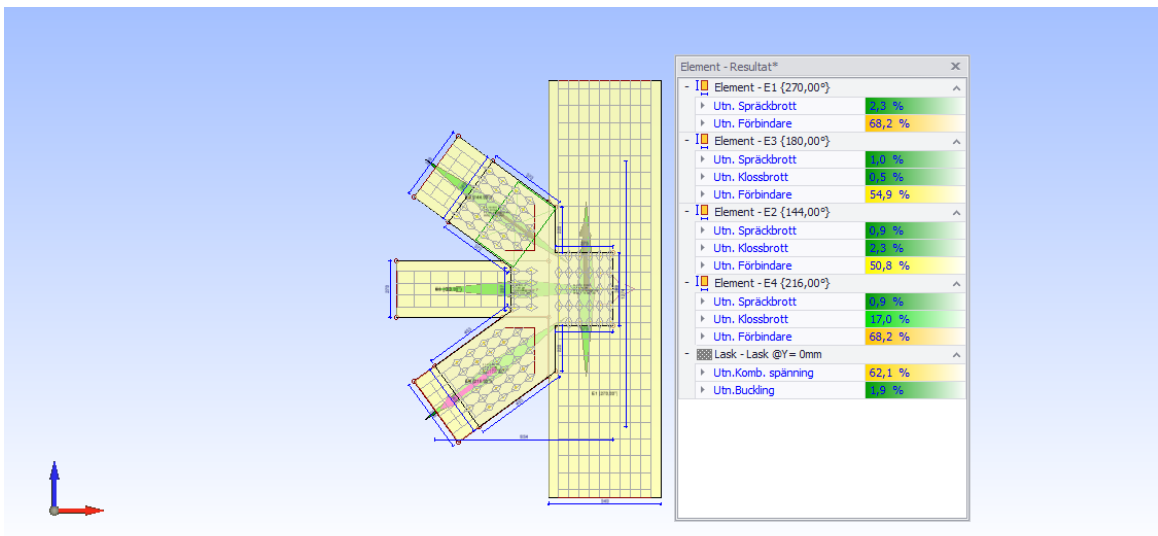 Element - Resultat*
Element - E1 {270,00°}
Utn. Spräckbrott 2,3 %
Utn. Förbindare 68,2 %
Element - E3 {180,00°}
Utn. Spräckbrott 1,0 %
Utn. Klossbrott 0,5 %
Utn. Förbindare 54,9 %
Element - E2 {144,00°}
Utn. Spräckbrott 0,9 %
Utn. Klossbrott 2,3 %
Utn. Förbindare 50,8 %
Element - E4 {216,00°}
Utn. Spräckbrott 0,9 %
Utn. Klossbrott 17,0 %
Utn. Förbindare 68,2 %
Lask - Lask @Y= 0mm
Utn.Komb. spänning 62,1 %
Utn.Buckling 1,9 %
E1 {270,00°}